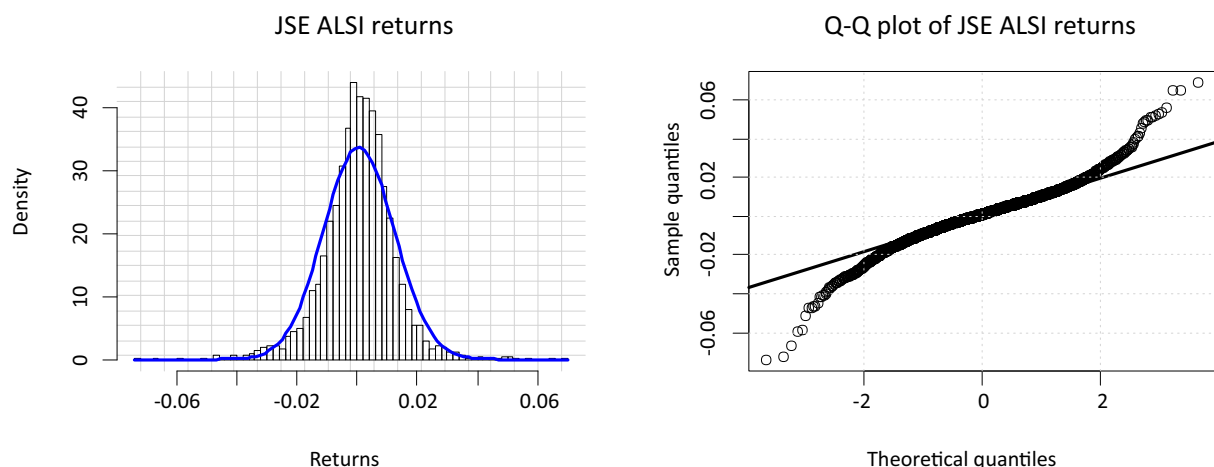 JSE ALSI returns
Density
40
30
20
10
0
-0.06
-0.02
0.02
0.06
Returns
Q-Q plot of JSE ALSI returns
Sample quantiles
0.06
0.02
-0.02
-0.06
-2
0
2
Theoretical quantiles